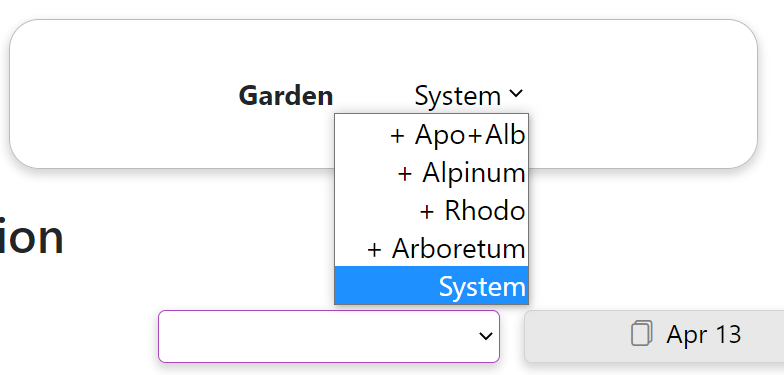 Garden System
+ Apo+Alb
+ Alpinum
+ Rhodo
+ Arboretum
System
ion
Apr 13